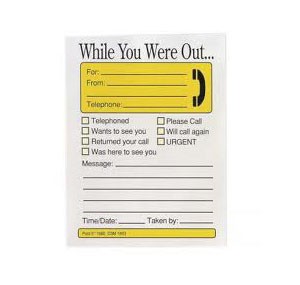 While You Were Out...
For:
From:
Telephone:
Telephoned Please Call
Wants to see you Will call again
Returned your call URGENT
Was here to see you
Message:
Time/Date: Taken by: